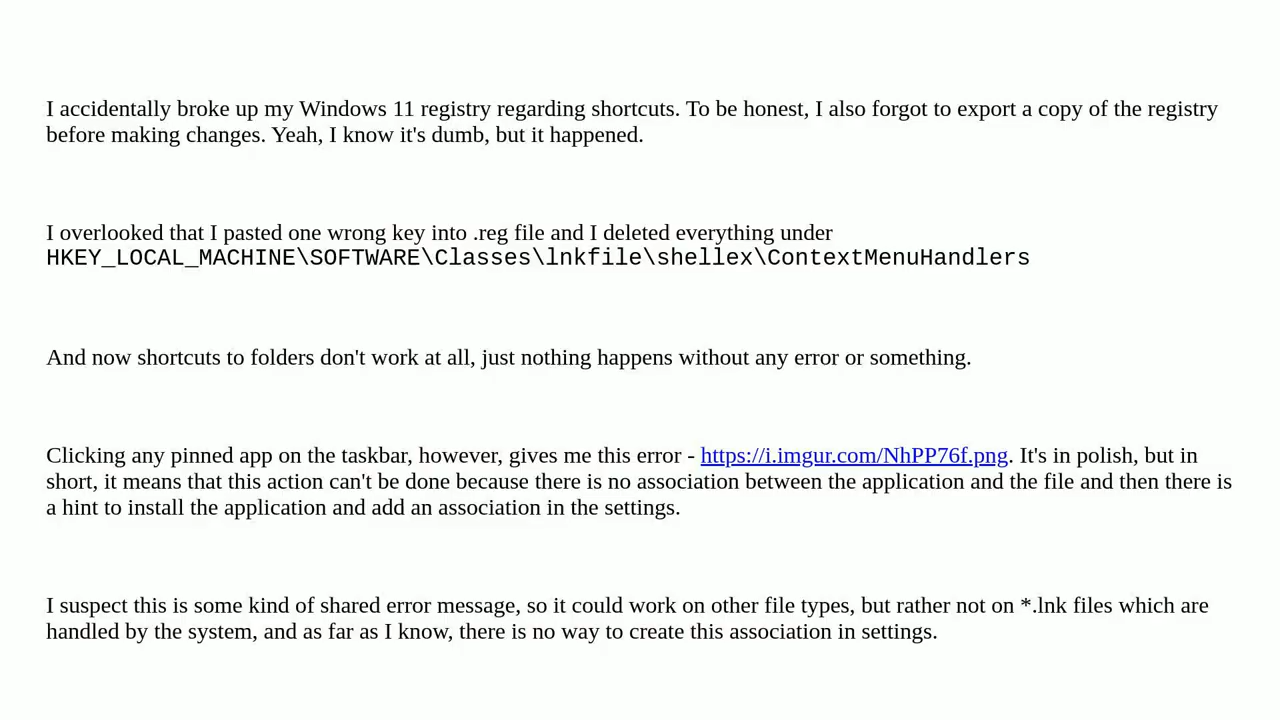 I accidentally broke up my Windows 11 registry regarding shortcuts. To be honest, I also forgot to export a copy of the registry
before making changes. Yeah, I know it's dumb, but it happened.
I overlooked that I pasted one wrong key into .reg file and I deleted everything under
HKEY_LOCAL_MACHINE\SOFTWARE\Classes\lnkfile\shellex\ContextMenuHandlers
And now shortcuts to folders don't work at all, just nothing happens without any error or something.
Clicking any pinned app on the taskbar, however, gives me this error - https://i.imgur.com/NhPP76f.png. It's in polish, but in
short, it means that this action can't be done because there is no association between the application and the file and then there is
a hint to install the application and add an association in the settings.
I suspect this is some kind of shared error message, so it could work on other file types, but rather not on *.lnk files which are
handled by the system, and as far as I know, there is no way to create this association in settings.